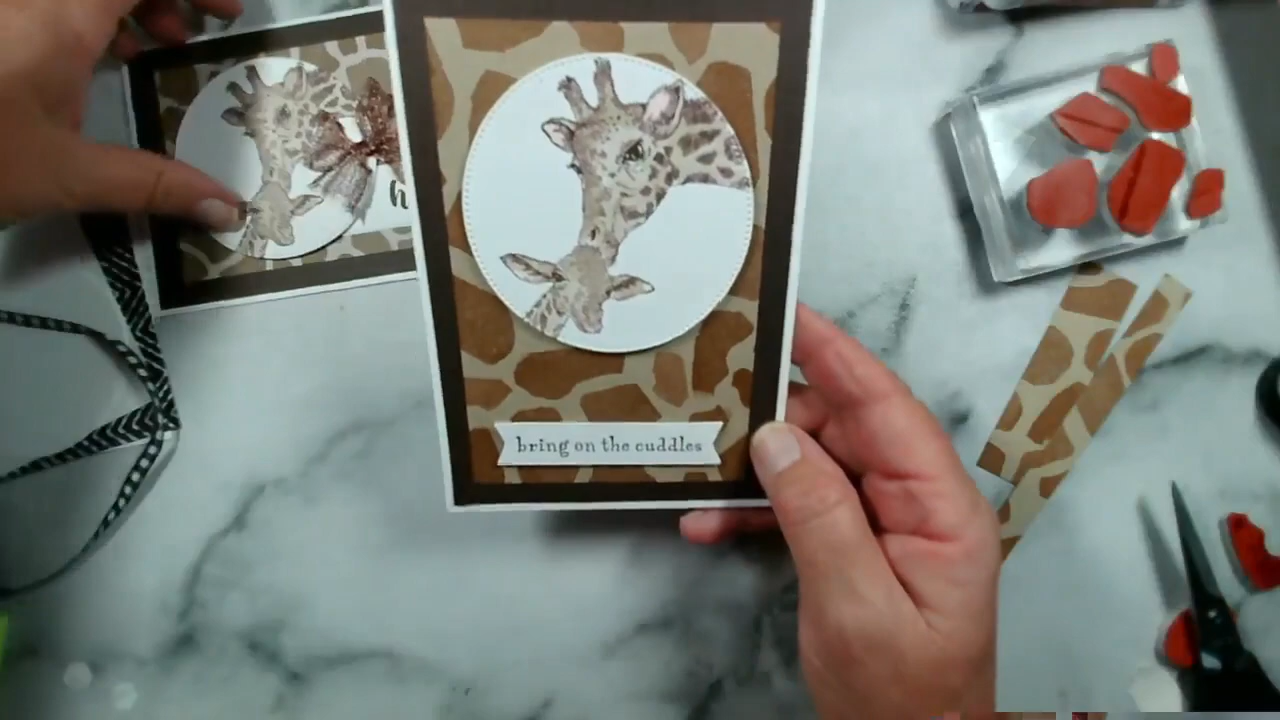 bring on the cuddles